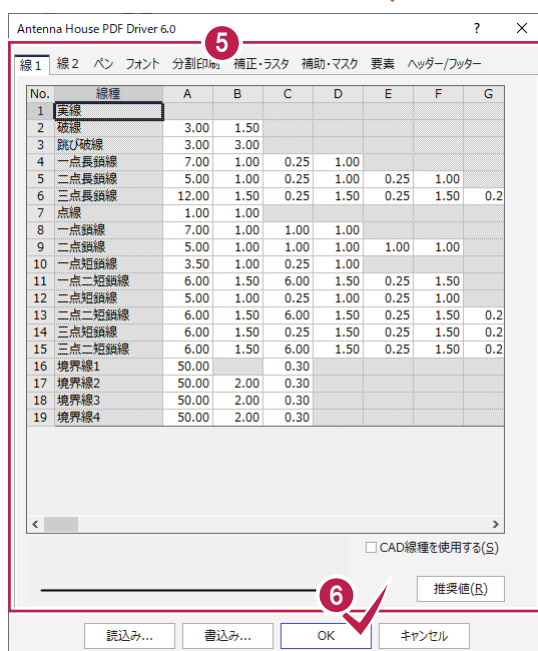 Antenna House PDF Driver 6.0 ? ×
5
線1 線2 ペン フォント 分割印刷 補正・ラスタ 補助・マスク 要素 ヘッダー/フッター
No. 線種 A B C D E F G
1 実線
2 破線 3.00 1.50
3 跳び破線 3.00 3.00
4 一点長鎖線 7.00 1.00 0.25 1.00
5 二点長鎖線 5.00 1.00 0.25 1.00 0.25 1.00
6 三点長鎖線 12.00 1.50 0.25 1.50 0.25 1.50 0.2
7 点線 1.00 1.00
8 一点鎖線 7.00 1.00 1.00 1.00
9 二点鎖線 5.00 1.00 1.00 1.00 1.00 1.00
10 一点短鎖線 3.50 1.00 0.25 1.00
11 一点二短鎖線 6.00 1.50 6.00 1.50 0.25 1.50
12 二点短鎖線 5.00 1.00 0.25 1.00 0.25 1.00
13 二点二短鎖線 6.00 1.50 6.00 1.50 0.25 1.50 0.2
14 三点短鎖線 6.00 1.50 0.25 1.50 0.25 1.50 0.2
15 三点二短鎖線 6.00 1.50 6.00 1.50 0.25 1.50 0.2
16 境界線1 50.00 0.30
17 境界線2 50.00 2.00 0.30
18 境界線3 50.00 2.00 0.30
19 境界線4 50.00 2.00 0.30
CAD線種を使用する(S)
6
推奨値(R)
読込み... 書込み... OK キャンセル